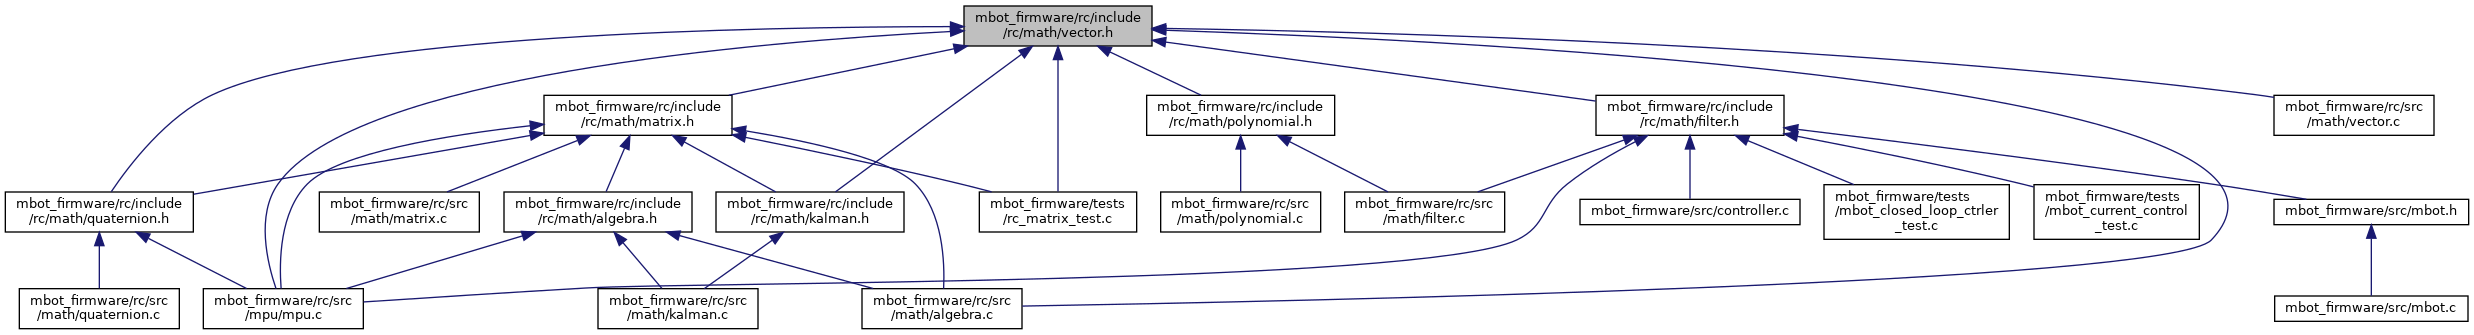 mbot_firmware/rc/include
/rc/math/vector.h
mbot_firmware/rc/include
/rc/math/matrix.h
mbot_firmware/rc/include
/rc/math/polynomial.h
mbot_firmware/rc/include
/rc/math/filter.h
mbot_firmware/rc/src
/math/vector.c
mbot_firmware/rc/include
/rc/math/quaternion.h
mbot_firmware/rc/src
/math/matrix.c
mbot_firmware/rc/include
/rc/math/algebra.h
mbot_firmware/rc/include
/rc/math/kalman.h
mbot_firmware/tests
/rc_matrix_test.c
mbot_firmware/rc/src
/math/polynomial.c
mbot_firmware/rc/src
/math/filter.c
mbot_firmware/src/controller.c
mbot_firmware/tests
/mbot_closed_loop_ctrler
_test.c
mbot_firmware/tests
/mbot_current_control
_test.c
mbot_firmware/src/mbot.h
mbot_firmware/rc/src
/math/quaternion.c
mbot_firmware/rc/src
/mpu/mpu.c
mbot_firmware/rc/src
/math/kalman.c
mbot_firmware/rc/src
/math/algebra.c
mbot_firmware/src/mbot.c